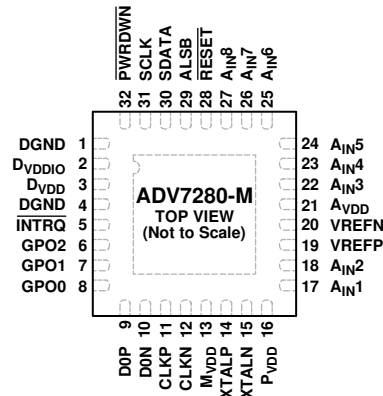 PWRDWN
SCLK
SDATA
ALSB
RESET
AIN8
AIN7
AIN6
32
31
30
29
28
27
26
25
DGND 1
DVDDIO 2
DVDD 3
DGND 4
INTRQ 5
GPO2 6
GPO1 7
GPO0 8
ADV7280-M
TOP VIEW
(Not to Scale)
24 AIN5
23 AIN4
22 AIN3
21 AVDD
20 VREFN
19 VREFP
18 AIN2
17 AIN1
9
10
11
12
13
14
15
16
D0P
D0N
CLKP
CLKN
MVDD
XTALP
XTALN
PVDD